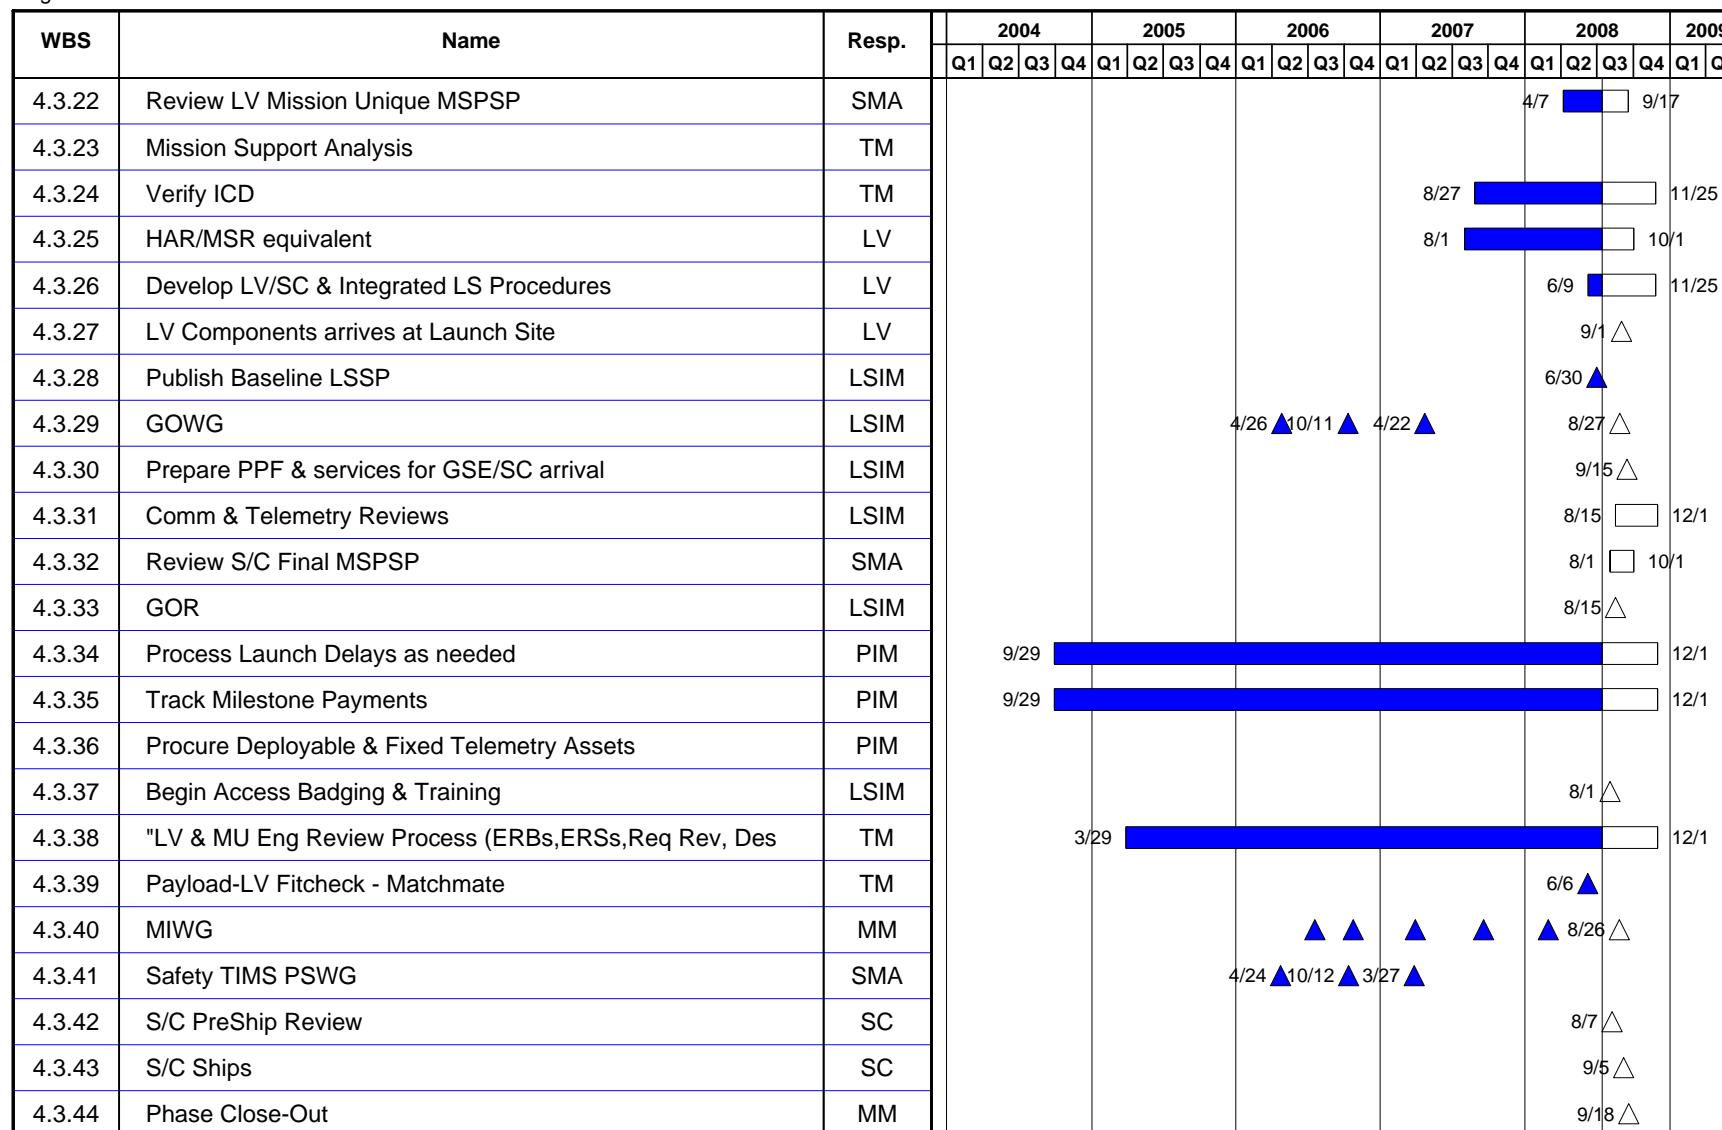 WBS Name Resp. 2004 2005 2006 2007 2008 2009
Q1 Q2 Q3 Q4 Q1 Q2 Q3 Q4 Q1 Q2 Q3 Q4 Q1 Q2 Q3 Q4 Q1 Q2 Q3 Q4 Q1 Q
4.3.22 Review LV Mission Unique MSPSP SMA 4/7 9/17
4.3.23 Mission Support Analysis TM
4.3.24 Verify ICD TM 8/27 11/25
4.3.25 HAR/MSR equivalent LV 8/1 10/1
4.3.26 Develop LV/SC & Integrated LS Procedures LV 6/9 11/25
4.3.27 LV Components arrives at Launch Site LV 9/1
4.3.28 Publish Baseline LSSP LSIM 6/30
4.3.29 GOWG LSIM 4/26 10/11 4/22 8/27
4.3.30 Prepare PPF & services for GSE/SC arrival LSIM 9/15
4.3.31 Comm & Telemetry Reviews LSIM 8/15 12/1
4.3.32 Review S/C Final MSPSP SMA 8/1 10/1
4.3.33 GOR LSIM 8/15
4.3.34 Process Launch Delays as needed PIM 9/29 12/1
4.3.35 Track Milestone Payments PIM 9/29 12/1
4.3.36 Procure Deployable & Fixed Telemetry Assets PIM
4.3.37 Begin Access Badging & Training LSIM 8/1
4.3.38 "LV & MU Eng Review Process (ERBs,ERSs,Req Rev, Des TM 3/29 12/1
4.3.39 Payload-LV Fitcheck - Matchmate TM 6/6
4.3.40 MIWG MM 8/26
4.3.41 Safety TIMS PSWG SMA 4/24 10/12 3/27
4.3.42 S/C PreShip Review SC 8/7
4.3.43 S/C Ships SC 9/5
4.3.44 Phase Close-Out MM 9/18